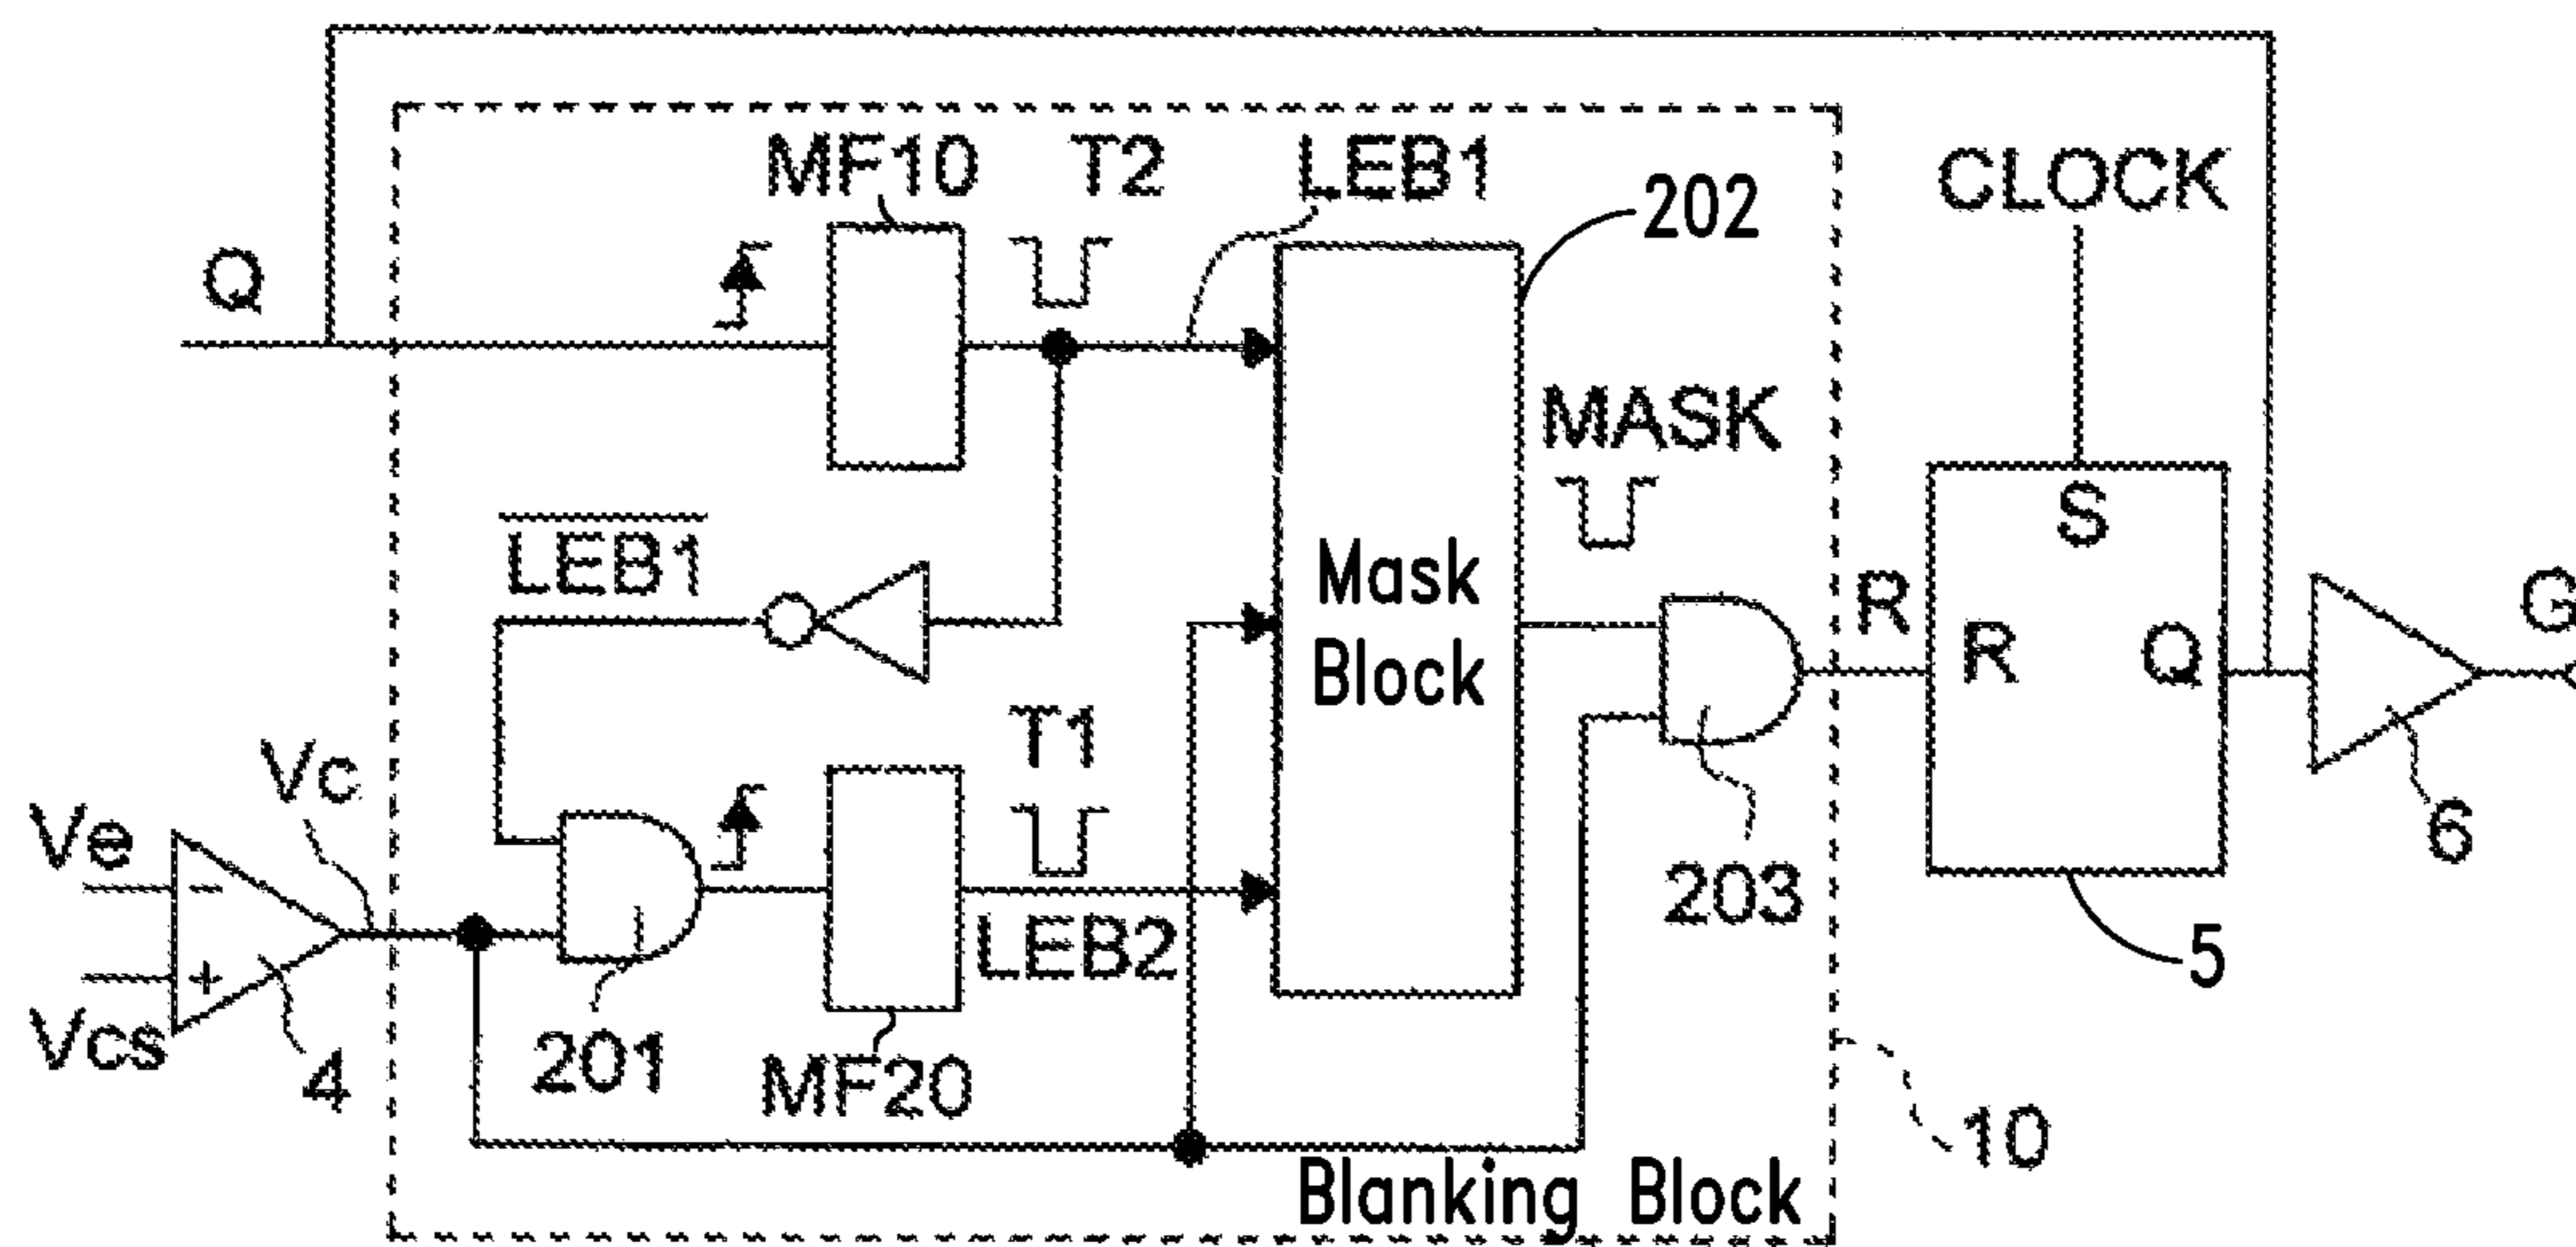 MF10
T2
LEB1
202
CLOCK
Q
MASK
S
LEB1
Mask
Block
R
R
Q
G
T1
Vc
Ve
-
+
Vcs
4
201
MF20
LEB2
203
6
5
10
Blanking Block